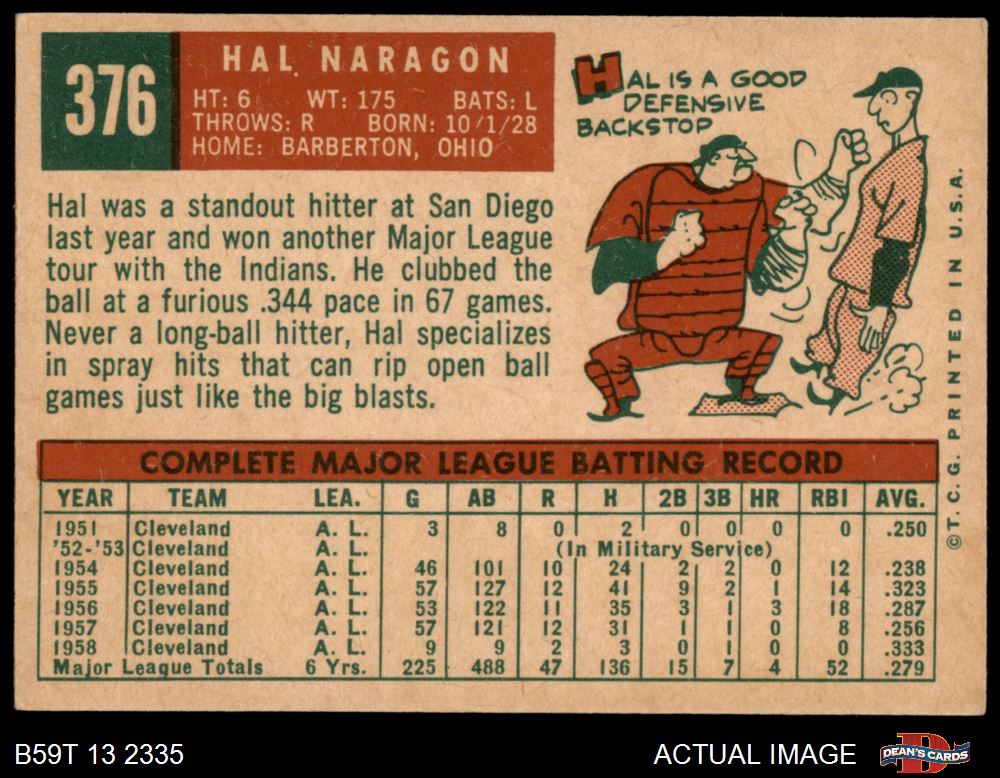 376
HAL NARAGON
HT: 6 WT: 175 BATS: L
THROWS: R BORN: 10/1/28
HOME: BARBERTON, OHIO
HAL IS A GOOD
DEFENSIVE
BACKSTOP
Hal was a standout hitter at San Diego
last year and won another Major League
tour with the Indians. He clubbed the
ball at a furious .344 pace in 67 games.
Never a long-ball hitter, Hal specializes
in spray hits that can rip open ball
games just like the big blasts.
COMPLETE MAJOR LEAGUE BATTING RECORD
YEAR TEAM LEA. G AB R H 2B 3B HR RBI AVG.
1951 Cleveland A. L. 3 8 0 2 0 0 0 0 .250
'52-'53 Cleveland A. L. (In Military Service)
1954 Cleveland A. L. 46 101 10 24 2 2 0 12 .238
1955 Cleveland A. L. 57 127 12 41 9 2 1 14 .323
1956 Cleveland A. L. 53 122 11 35 3 1 3 18 .287
1957 Cleveland A. L. 57 121 12 31 1 1 0 8 .256
1958 Cleveland A. L. 9 9 2 3 0 1 0 0 .333
Major League Totals 6 Yrs. 225 488 47 136 15 7 4 52 .279
©T. C. G. PRINTED IN U.S.A.
B59T 13 2335
ACTUAL IMAGE
DEAN'S CARDS